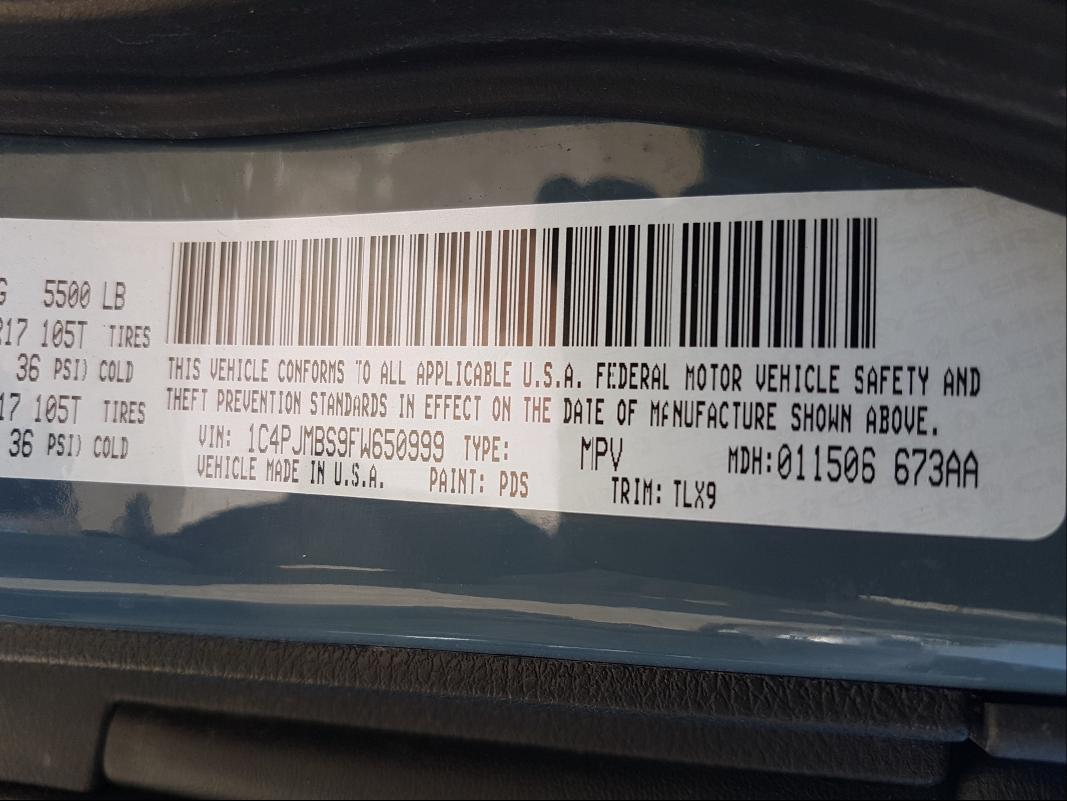 G 5500 LB
R17 105T TIRES
36 PSI) COLD
17 105T TIRES
36 PSI) COLD
THIS VEHICLE CONFORMS TO ALL APPLICABLE U.S.A. FEDERAL MOTOR VEHICLE SAFETY AND
THEFT PREVENTION STANDARDS IN EFFECT ON THE DATE OF MANUFACTURE SHOWN ABOVE.
VIN: 1C4PJMBS9FW650999 TYPE: MPV MDH:011506 673AA
VEHICLE MADE IN U.S.A. PAINT: PDS TRIM: TLX9